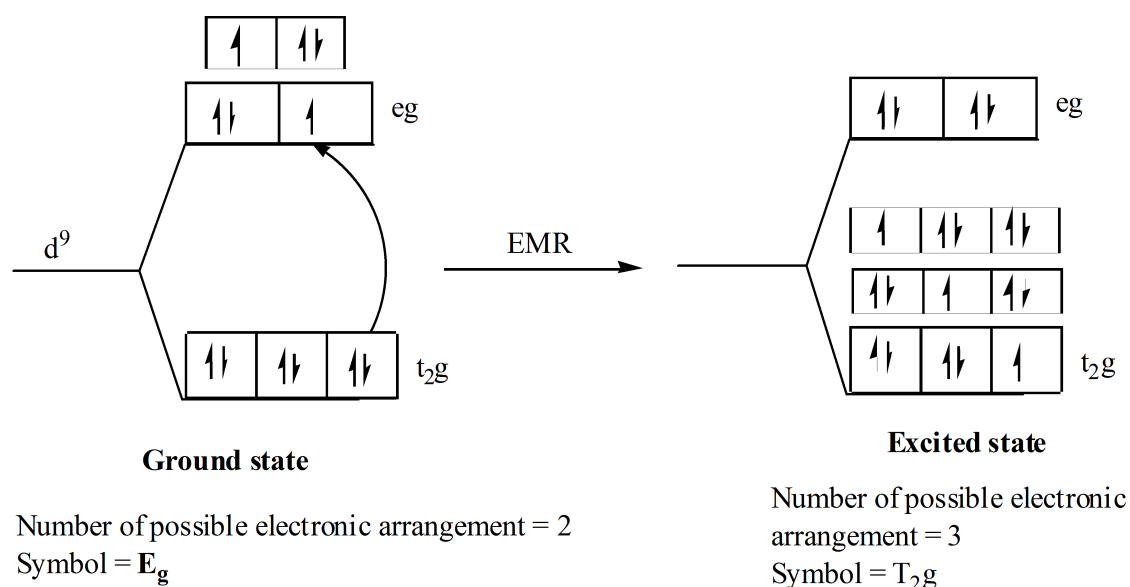 eg
eg
d⁹
EMR
t₂g
t₂g
Ground state
Excited state
Number of possible electronic arrangement = 2
Symbol = E_g
Number of possible electronic
arrangement = 3
Symbol = T₂g